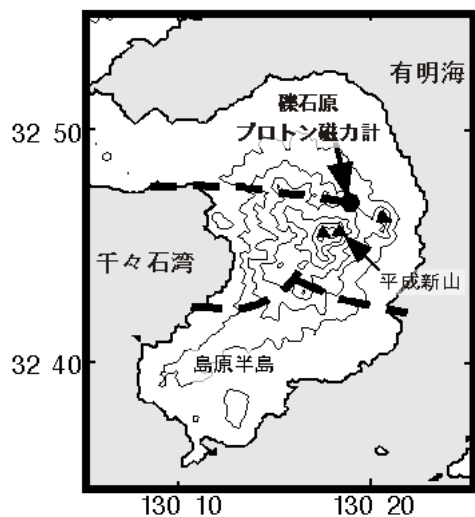 有明海
礫石原
プロトン磁力計
32 50
千々石湾
平成新山
32 40
島原半島
130 10
130 20